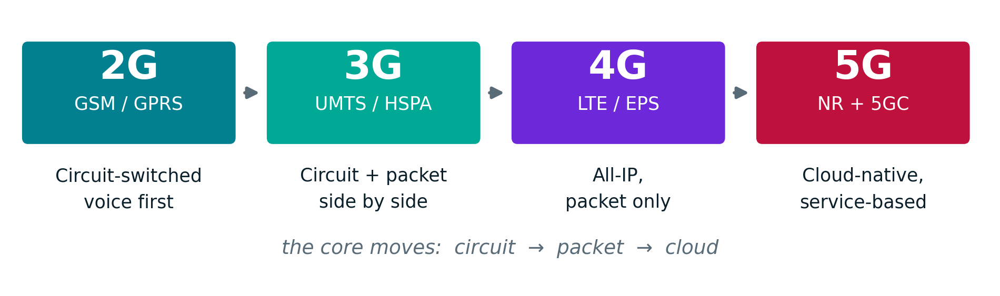 2G
GSM / GPRS
3G
UMTS / HSPA
4G
LTE / EPS
5G
NR + 5GC
Circuit-switched
voice first
Circuit + packet
side by side
All-IP,
packet only
Cloud-native,
service-based
the core moves: circuit → packet → cloud